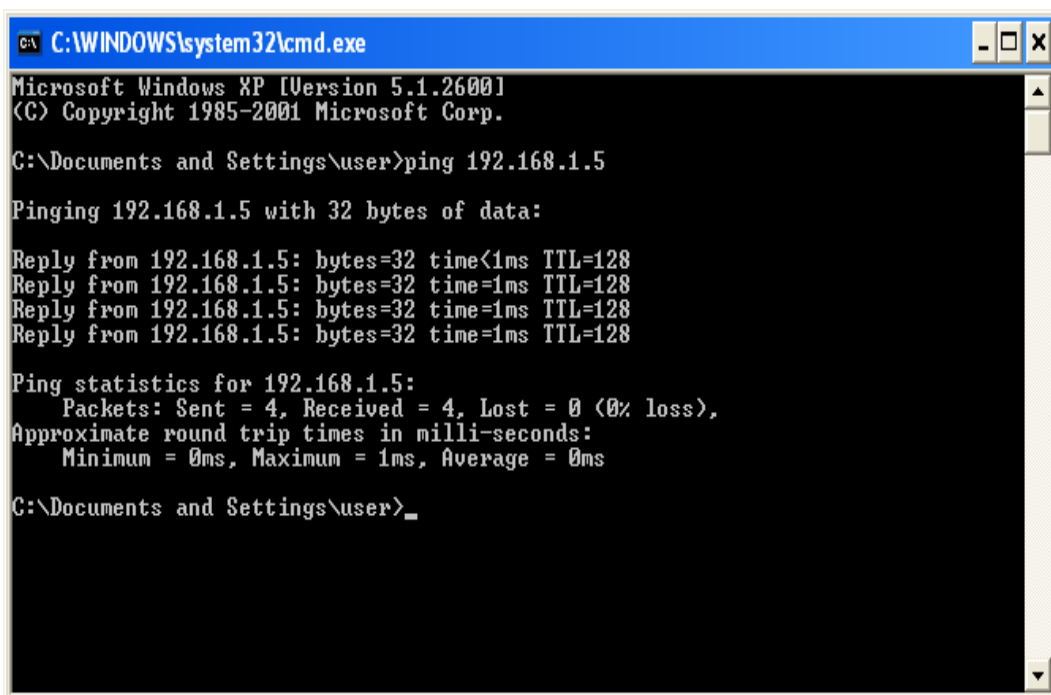 C:\WINDOWS\system32\cmd.exe
Microsoft Windows XP [Version 5.1.2600]
(C) Copyright 1985-2001 Microsoft Corp.
C:\Documents and Settings\user>ping 192.168.1.5
Pinging 192.168.1.5 with 32 bytes of data:
Reply from 192.168.1.5: bytes=32 time<1ms TTL=128
Reply from 192.168.1.5: bytes=32 time=1ms TTL=128
Reply from 192.168.1.5: bytes=32 time=1ms TTL=128
Reply from 192.168.1.5: bytes=32 time=1ms TTL=128
Ping statistics for 192.168.1.5:
    Packets: Sent = 4, Received = 4, Lost = 0 (0% loss),
Approximate round trip times in milli-seconds:
    Minimum = 0ms, Maximum = 1ms, Average = 0ms
C:\Documents and Settings\user>_